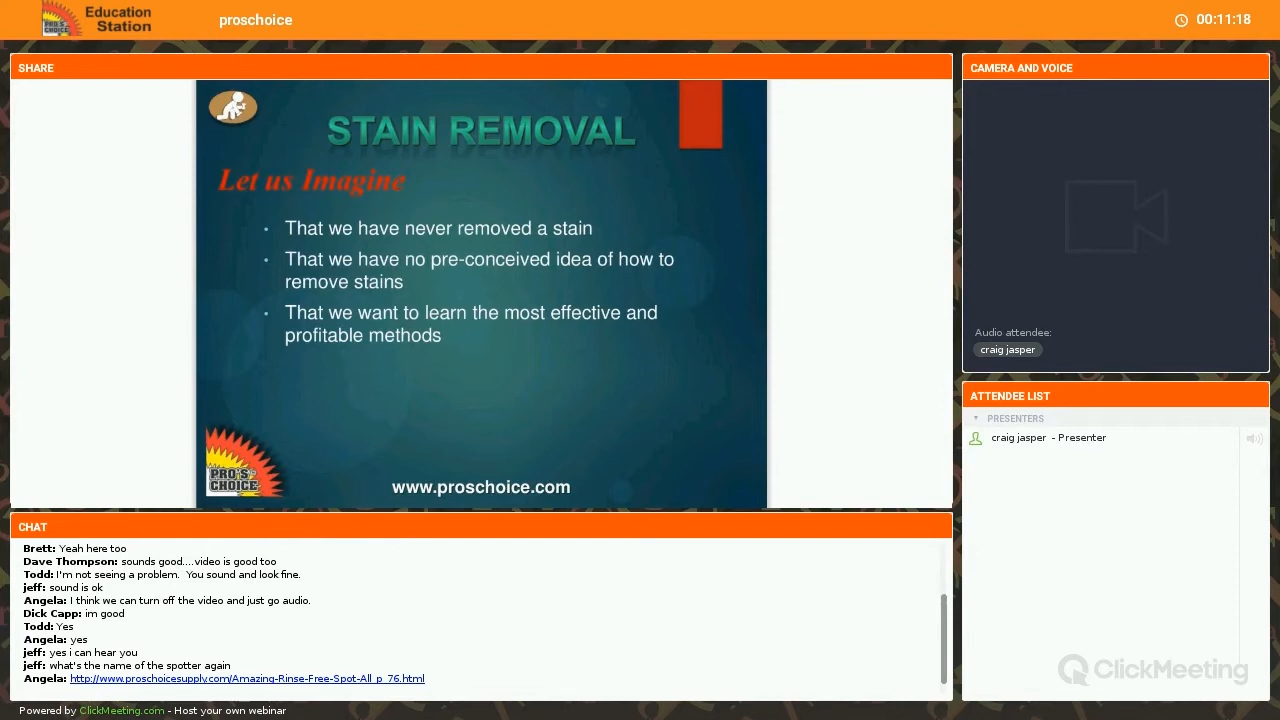 PRO'S
CHOICE
Education
Station
proschoice
00:11:18
SHARE
STAIN REMOVAL
Let us Imagine
• That we have never removed a stain
• That we have no pre-conceived idea of how to
remove stains
• That we want to learn the most effective and
profitable methods
PRO'S
CHOICE
www.proschoice.com
CAMERA AND VOICE
Audio attendee:
craig jasper
ATTENDEE LIST
PRESENTERS
craig jasper - Presenter
ClickMeeting
CHAT
Brett: Yeah here too
Dave Thompson: sounds good....video is good too
Todd: I'm not seeing a problem. You sound and look fine.
jeff: sound is ok
Angela: I think we can turn off the video and just go audio.
Dick Capp: im good
Todd: Yes
Angela: yes
jeff: yes i can hear you
jeff: what's the name of the spotter again
Angela: http://www.proschoicesupply.com/Amazing-Rinse-Free-Spot-All_p_76.html
Powered by ClickMeeting.com - Host your own webinar